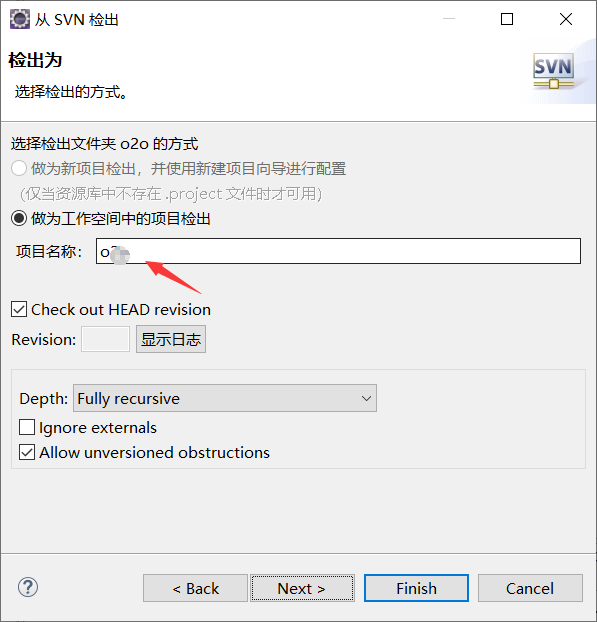 从 SVN 检出
检出为
选择检出的方式。
SVN
选择检出文件夹 o2o 的方式
做为新项目检出，并使用新建项目向导进行配置
（仅当资源库中不存在 .project 文件时才可用）
做为工作空间中的项目检出
项目名称：
Check out HEAD revision
Revision: 显示日志
Depth: Fully recursive
Ignore externals
Allow unversioned obstructions
? < Back Next > Finish Cancel